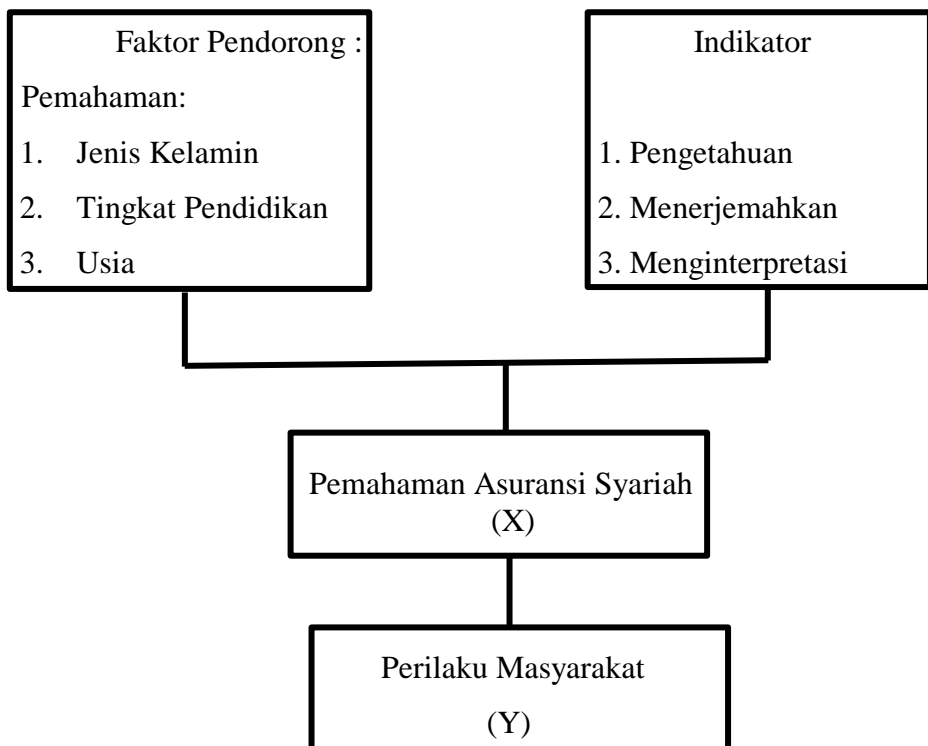 Faktor Pendorong :
Pemahaman:
1. Jenis Kelamin
2. Tingkat Pendidikan
3. Usia
Indikator
1. Pengetahuan
2. Menerjemahkan
3. Menginterpretasi
Pemahaman Asuransi Syariah
(X)
Perilaku Masyarakat
(Y)